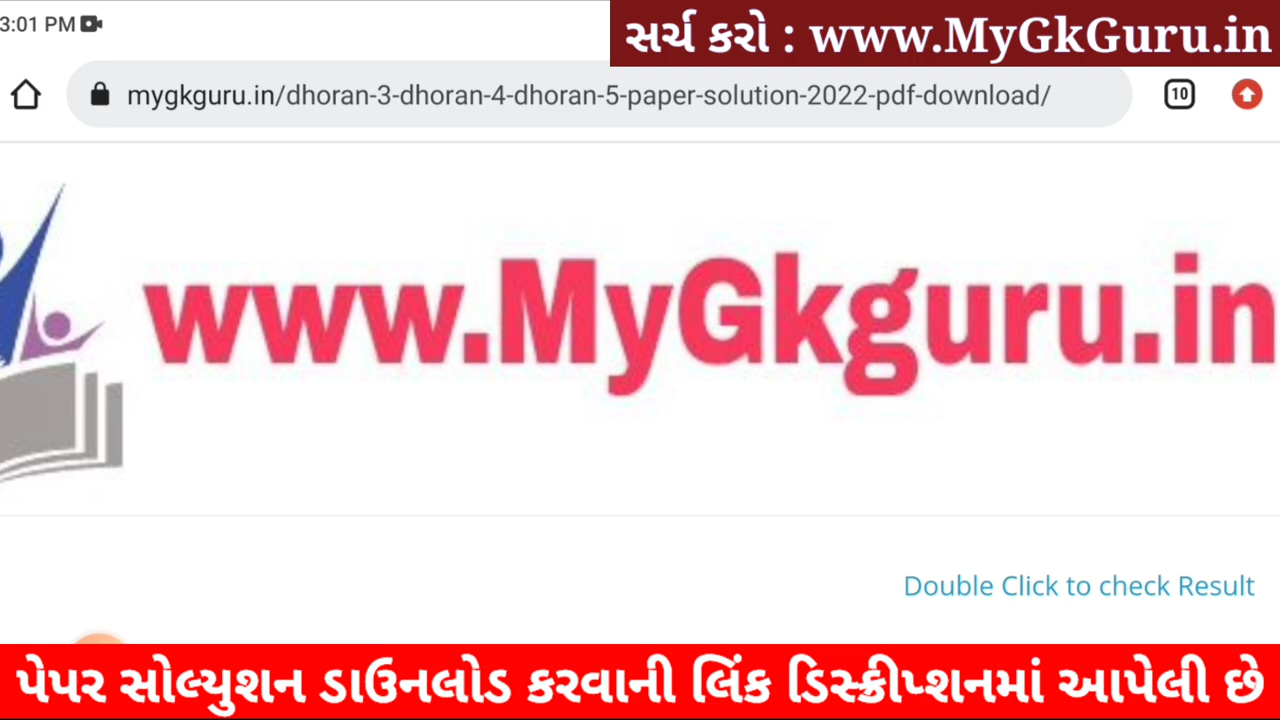 3:01 PM
સર્ચ કરો : www.MyGkGuru.in
mygkguru.in/dhoran-3-dhoran-4-dhoran-5-paper-solution-2022-pdf-download/
10
www.MyGkguru.in
Double Click to check Result
પેપર સોલ્યુશન ડાઉનલોડ કરવાની લિંક ડિસ્ક્રીપ્શનમાં આપેલી છે